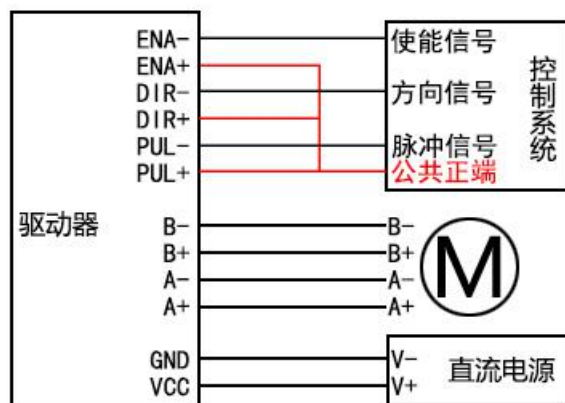 ENA- 使能信号
ENA+
DIR- 方向信号
DIR+
PUL- 脉冲信号
PUL+ 公共正端
控制系统
驱动器
B- B-
B+ B+
A- A-
A+ A+
M
GND V-
VCC V+
直流电源